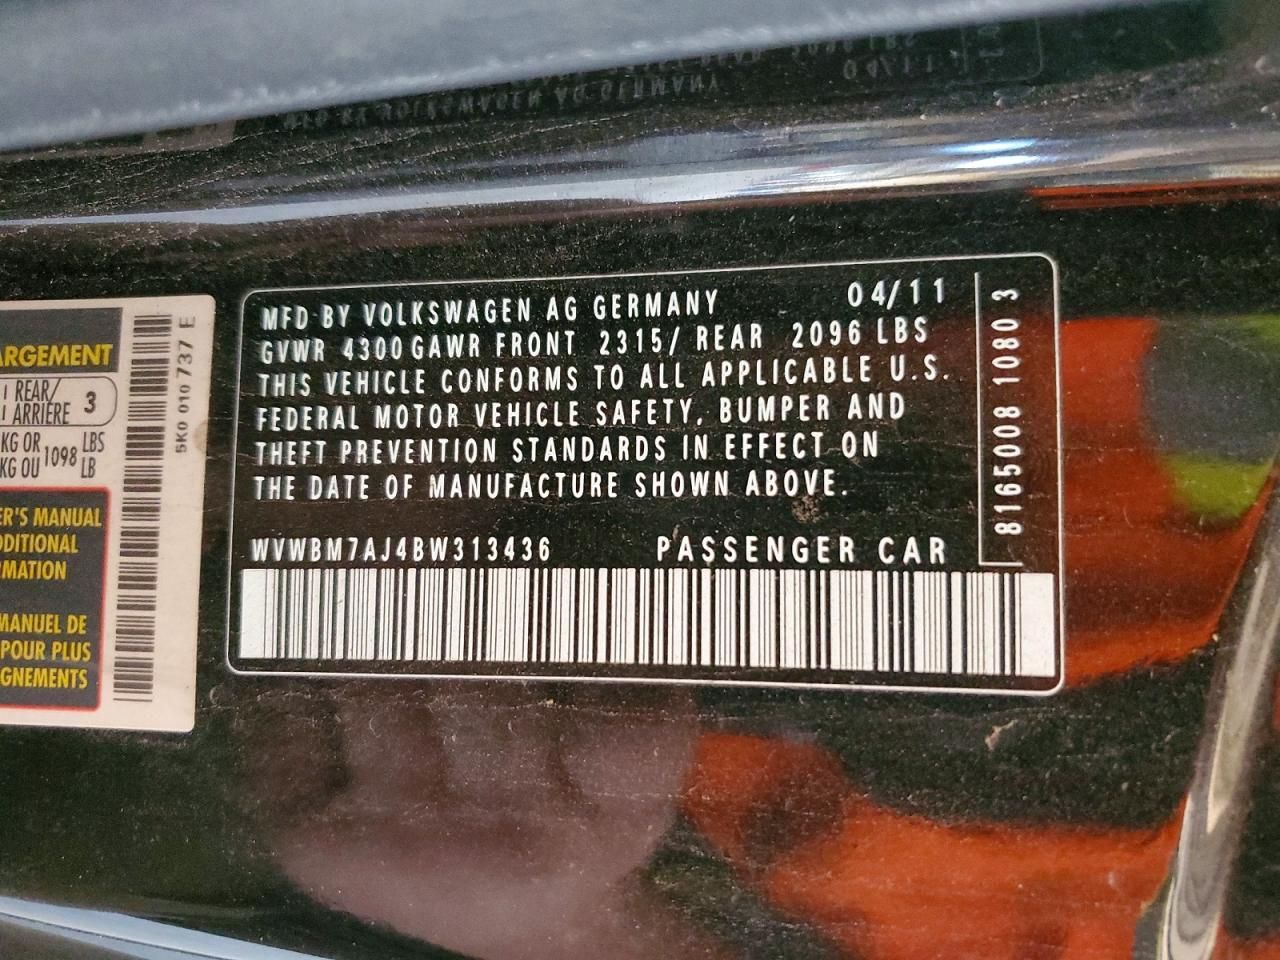 ARGEMENT
REAR/ 3
ARRIÈRE
KG OR 1098 LBS
KG OU LB
ER'S MANUAL
DDITIONAL
RMATION
MANUEL DE
POUR PLUS
GNEMENTS
5K0 010 737 E
MFD BY VOLKSWAGEN AG GERMANY 04/11
GVWR 4300 GAWR FRONT 2315/ REAR 2096 LBS
THIS VEHICLE CONFORMS TO ALL APPLICABLE U.S.
FEDERAL MOTOR VEHICLE SAFETY, BUMPER AND
THEFT PREVENTION STANDARDS IN EFFECT ON
THE DATE OF MANUFACTURE SHOWN ABOVE.
WVWBM7AJ4BW313436 PASSENGER CAR
8165008 1080 3